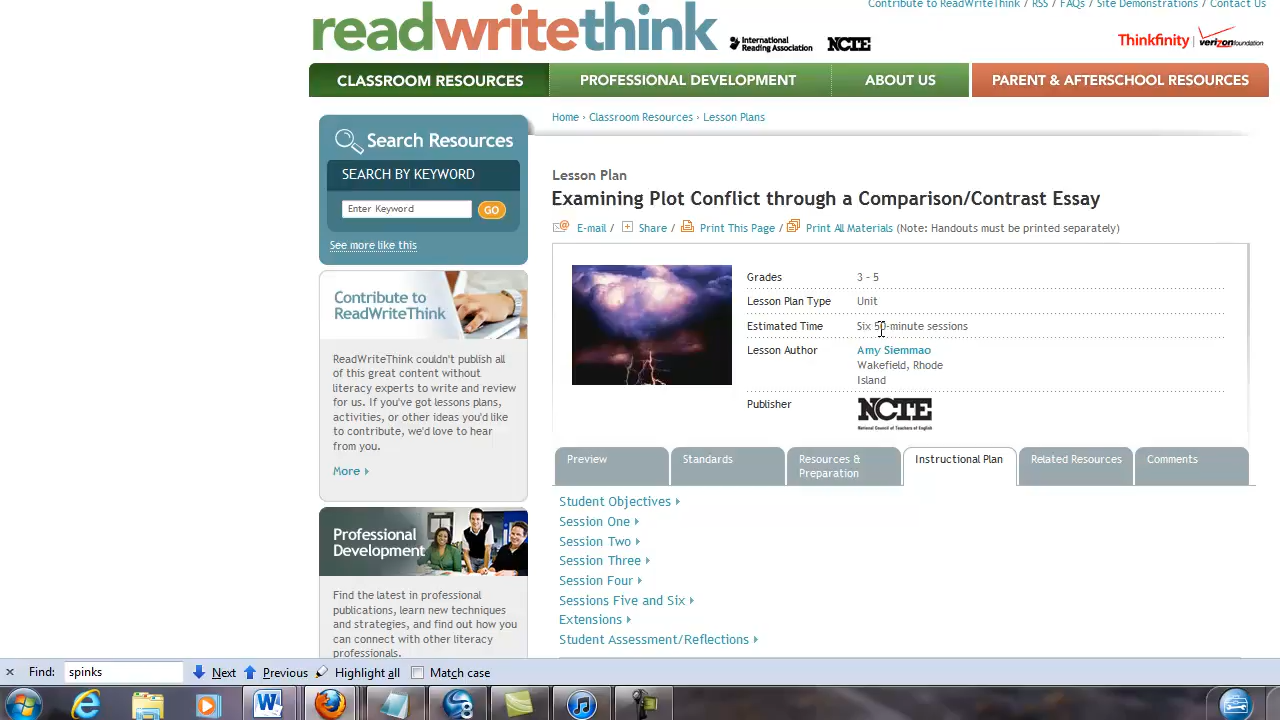 Contribute to ReadWriteThink / RSS / FAQs / Site Demonstrations / Contact Us
readwritethink
International Reading Association
NCTE
Thinkfinity | verizonfoundation
CLASSROOM RESOURCES
PROFESSIONAL DEVELOPMENT
ABOUT US
PARENT & AFTERSCHOOL RESOURCES
Home › Classroom Resources › Lesson Plans
Search Resources
SEARCH BY KEYWORD
Enter Keyword
GO
See more like this
Contribute to
ReadWriteThink
ReadWriteThink couldn't publish all
of this great content without
literacy experts to write and review
for us. If you've got lessons plans,
activities, or other ideas you'd like
to contribute, we'd love to hear
from you.
More
Professional
Development
Find the latest in professional
publications, learn new techniques
and strategies, and find out how you
can connect with other literacy
professionals.
Lesson Plan
Examining Plot Conflict through a Comparison/Contrast Essay
E-mail / Share / Print This Page / Print All Materials (Note: Handouts must be printed separately)
Grades 3 – 5
Lesson Plan Type Unit
Estimated Time Six 50-minute sessions
Lesson Author Amy Siemmao
Wakefield, Rhode
Island
Publisher NCTE
National Council of Teachers of English
Preview
Standards
Resources &
Preparation
Instructional Plan
Related Resources
Comments
Student Objectives
Session One
Session Two
Session Three
Session Four
Sessions Five and Six
Extensions
Student Assessment/Reflections
Find: spinks Next Previous Highlight all Match case